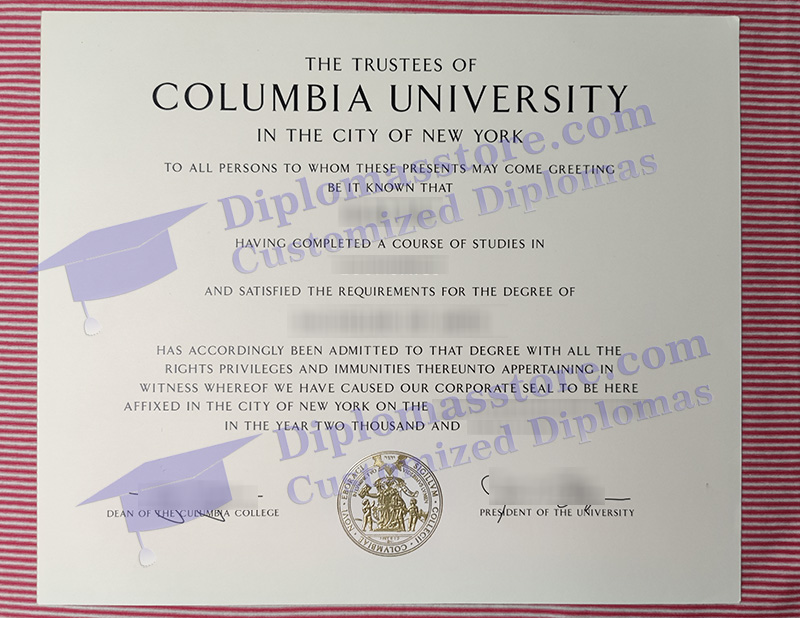 THE TRUSTEES OF
COLUMBIA UNIVERSITY
IN THE CITY OF NEW YORK
TO ALL PERSONS TO WHOM THESE PRESENTS MAY COME GREETING
BE IT KNOWN THAT
Diplomasstore.com
Customized Diplomas
HAVING COMPLETED A COURSE OF STUDIES IN
AND SATISFIED THE REQUIREMENTS FOR THE DEGREE OF
HAS ACCORDINGLY BEEN ADMITTED TO THAT DEGREE WITH ALL THE
RIGHTS PRIVILEGES AND IMMUNITIES THEREUNTO APPERTAINING IN
WITNESS WHEREOF WE HAVE CAUSED OUR CORPORATE SEAL TO BE HERE
AFFIXED IN THE CITY OF NEW YORK ON THE
IN THE YEAR TWO THOUSAND AND
Diplomasstore.com
Customized Diplomas
SIGILLVM · COLLEGII · COLVMBIAE · NOVI · EBORACI
DEAN OF THE COLUMBIA COLLEGE
PRESIDENT OF THE UNIVERSITY